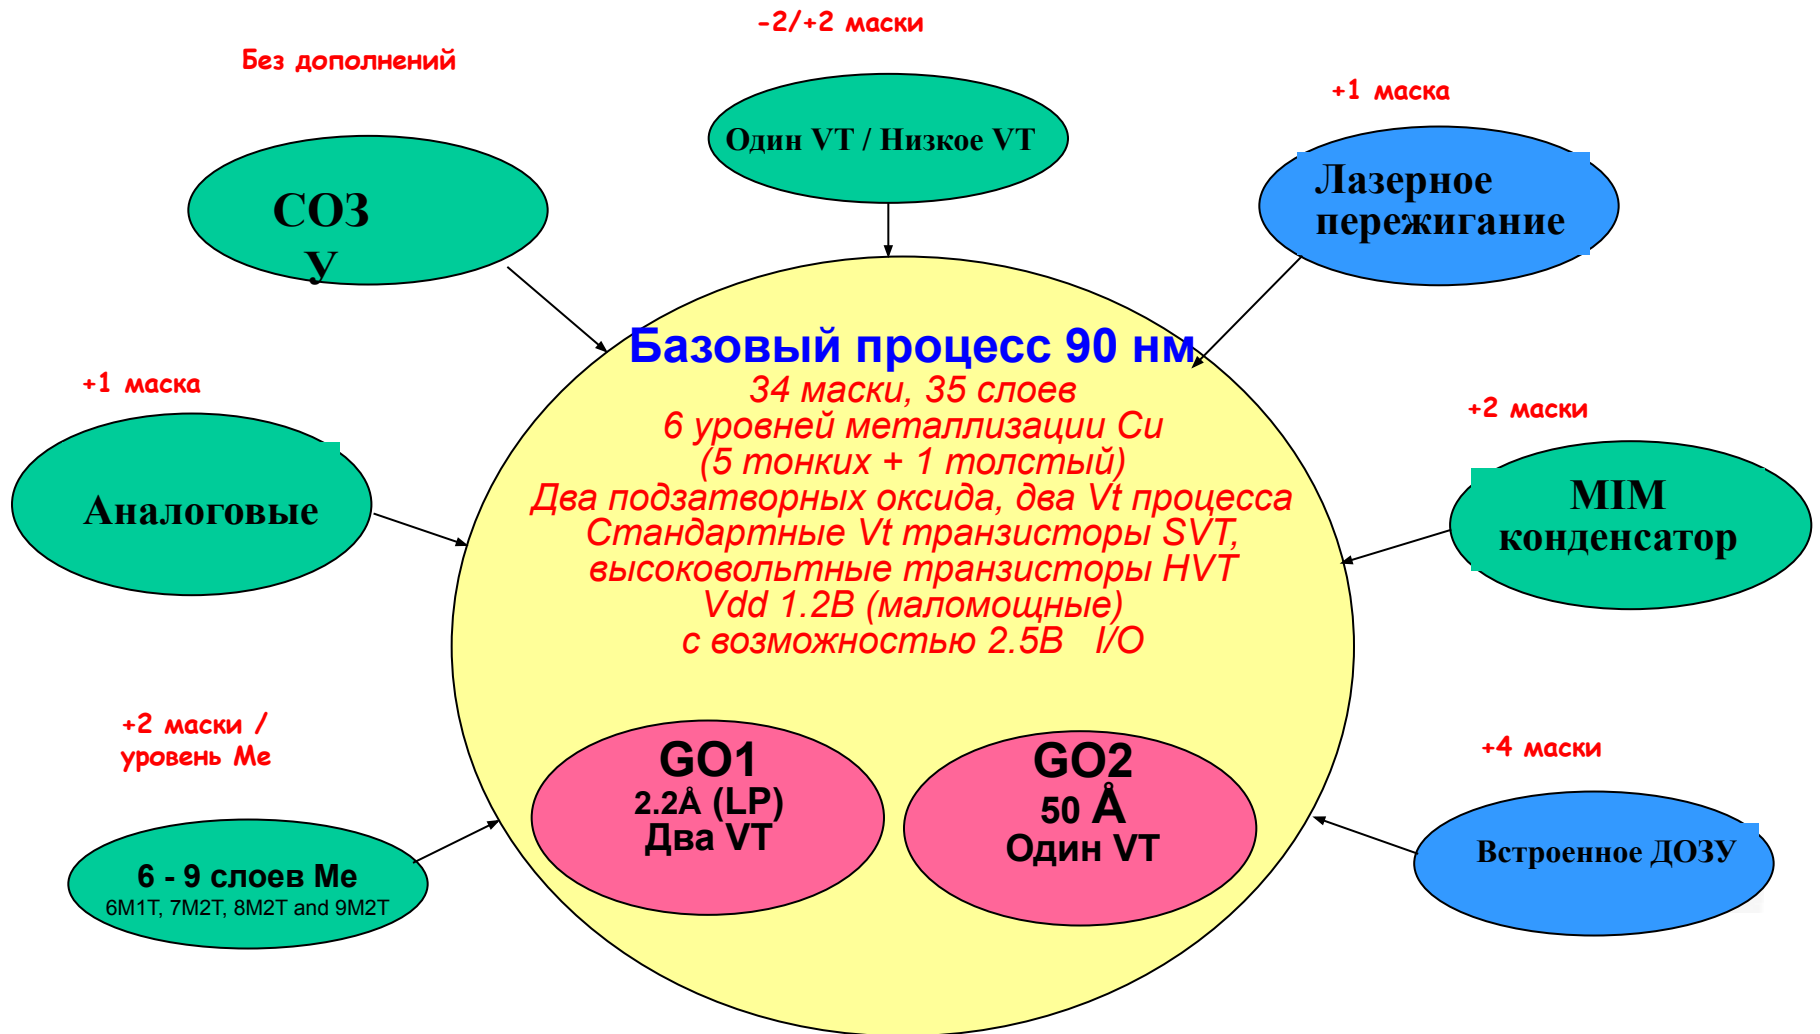 -2/+2 маски
Без дополнений
+1 маска
Один VT / Низкое VT
Лазерное
пережигание
СОЗ
У
Базовый процесс 90 нм
34 маски, 35 слоев
6 уровней металлизации Cu
(5 тонких + 1 толстый)
Два подзатворных оксида, два Vt процесса
Стандартные Vt транзисторы SVT,
высоковольтные транзисторы HVT
Vdd 1.2В (маломощные)
с возможностью 2.5В I/O
+1 маска
Аналоговые
+2 маски
MIM
конденсатор
+2 маски /
уровень Me
6 - 9 слоев Me
6M1T, 7M2T, 8M2T and 9M2T
GO1
2.2Å (LP)
Два VT
GO2
50 Å
Один VT
+4 маски
Встроенное ДОЗУ